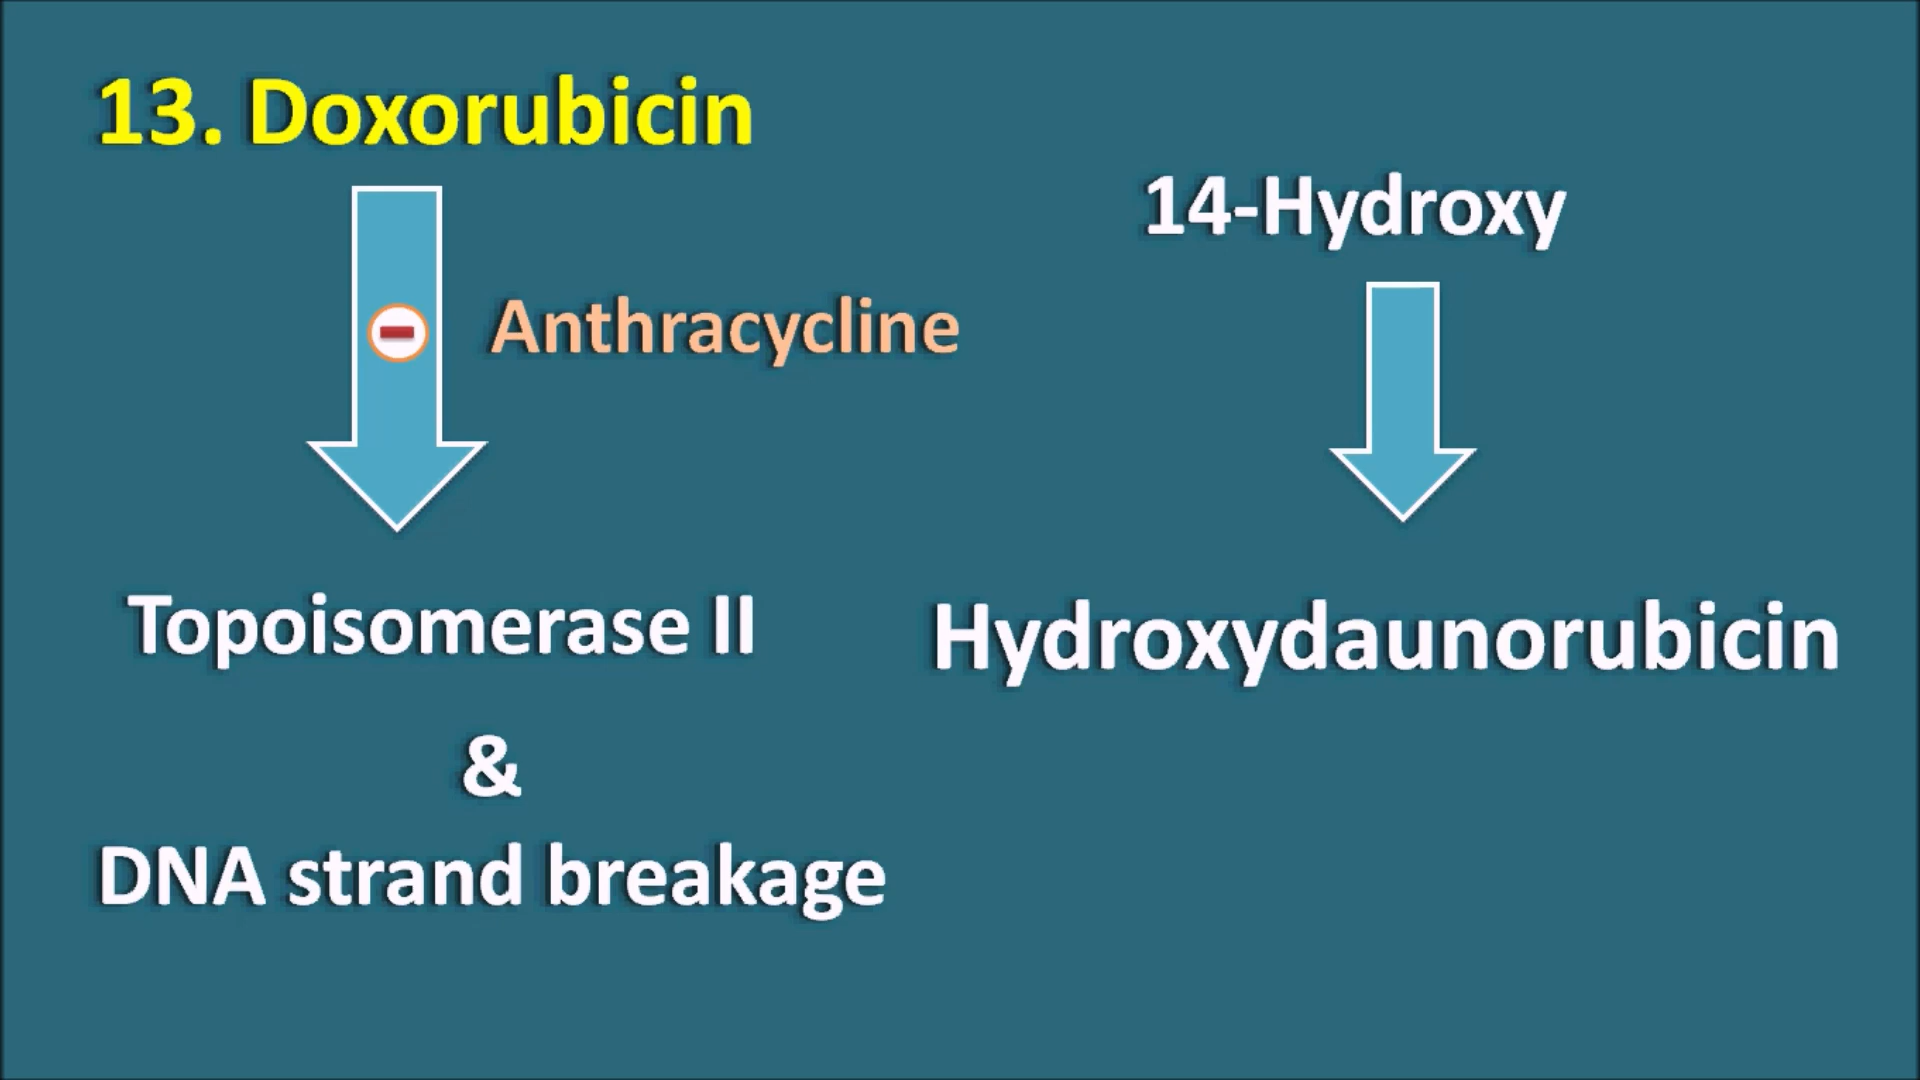 13. Doxorubicin
Anthracycline
Topoisomerase II
&
DNA strand breakage
14-Hydroxy
Hydroxydaunorubicin